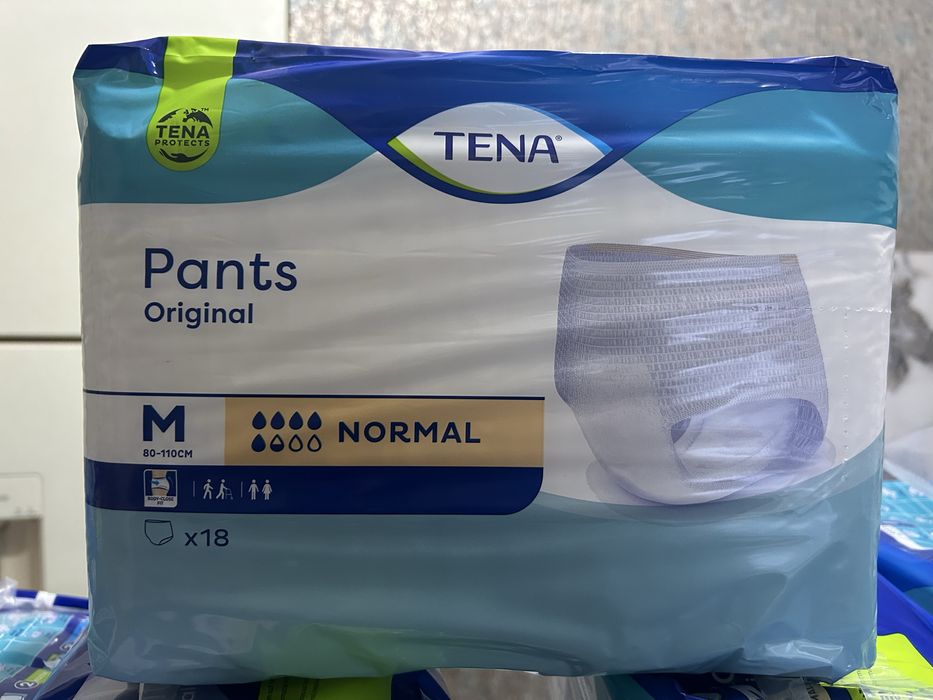 TENA
PROTECTS
TENA®
Pants
Original
M
80-110CM
NORMAL
BODY-CLOSE
FIT
x18